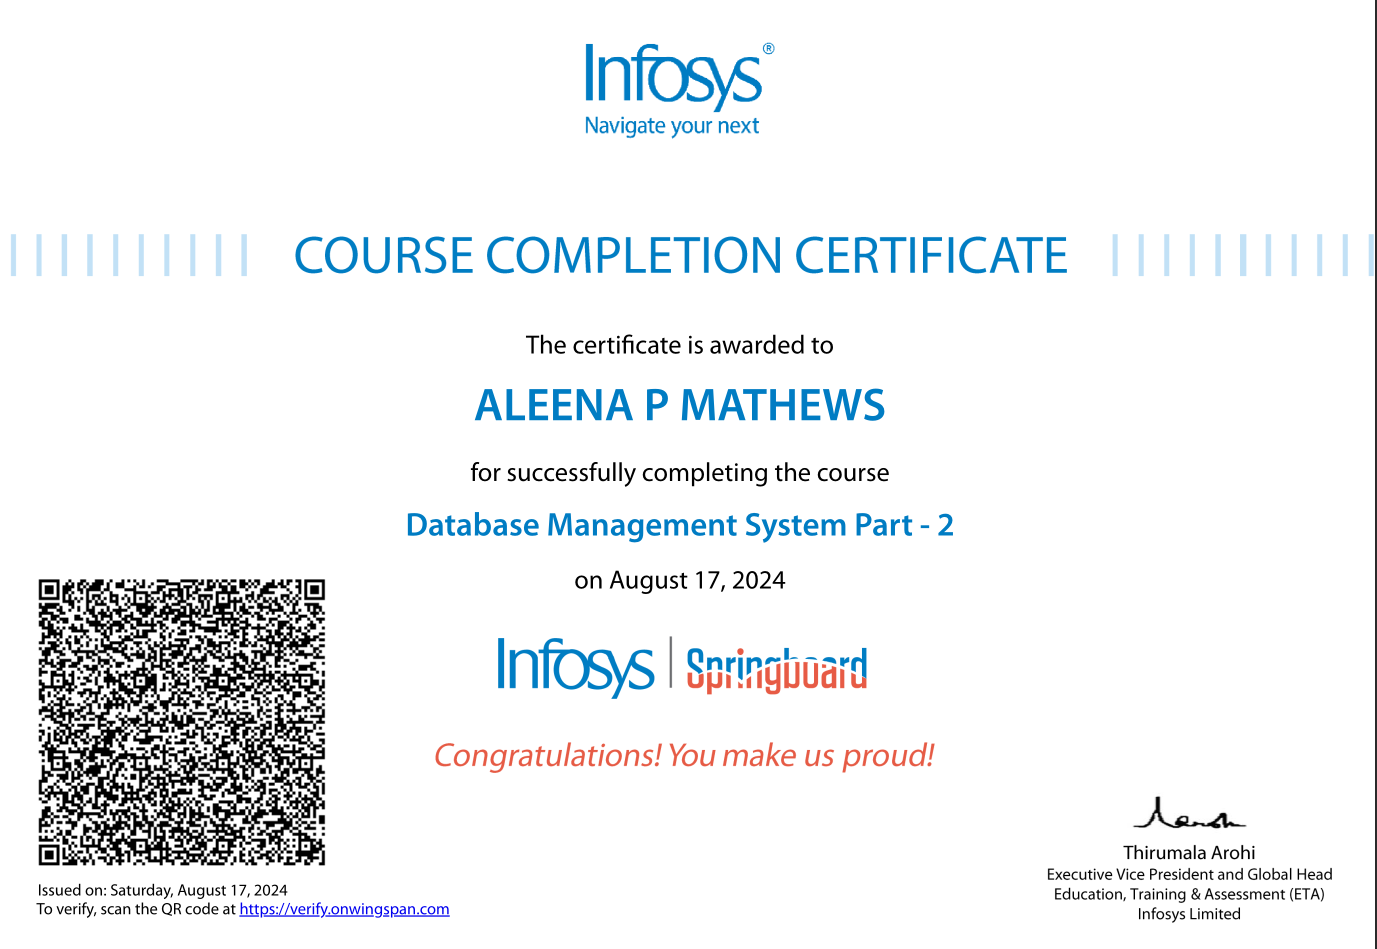 Infosys®
Navigate your next
COURSE COMPLETION CERTIFICATE
The certificate is awarded to
ALEENA P MATHEWS
for successfully completing the course
Database Management System Part - 2
on August 17, 2024
Infosys | Springboard
Congratulations! You make us proud!
Issued on: Saturday, August 17, 2024
To verify, scan the QR code at https://verify.onwingspan.com
Thirumala Arohi
Executive Vice President and Global Head
Education, Training & Assessment (ETA)
Infosys Limited